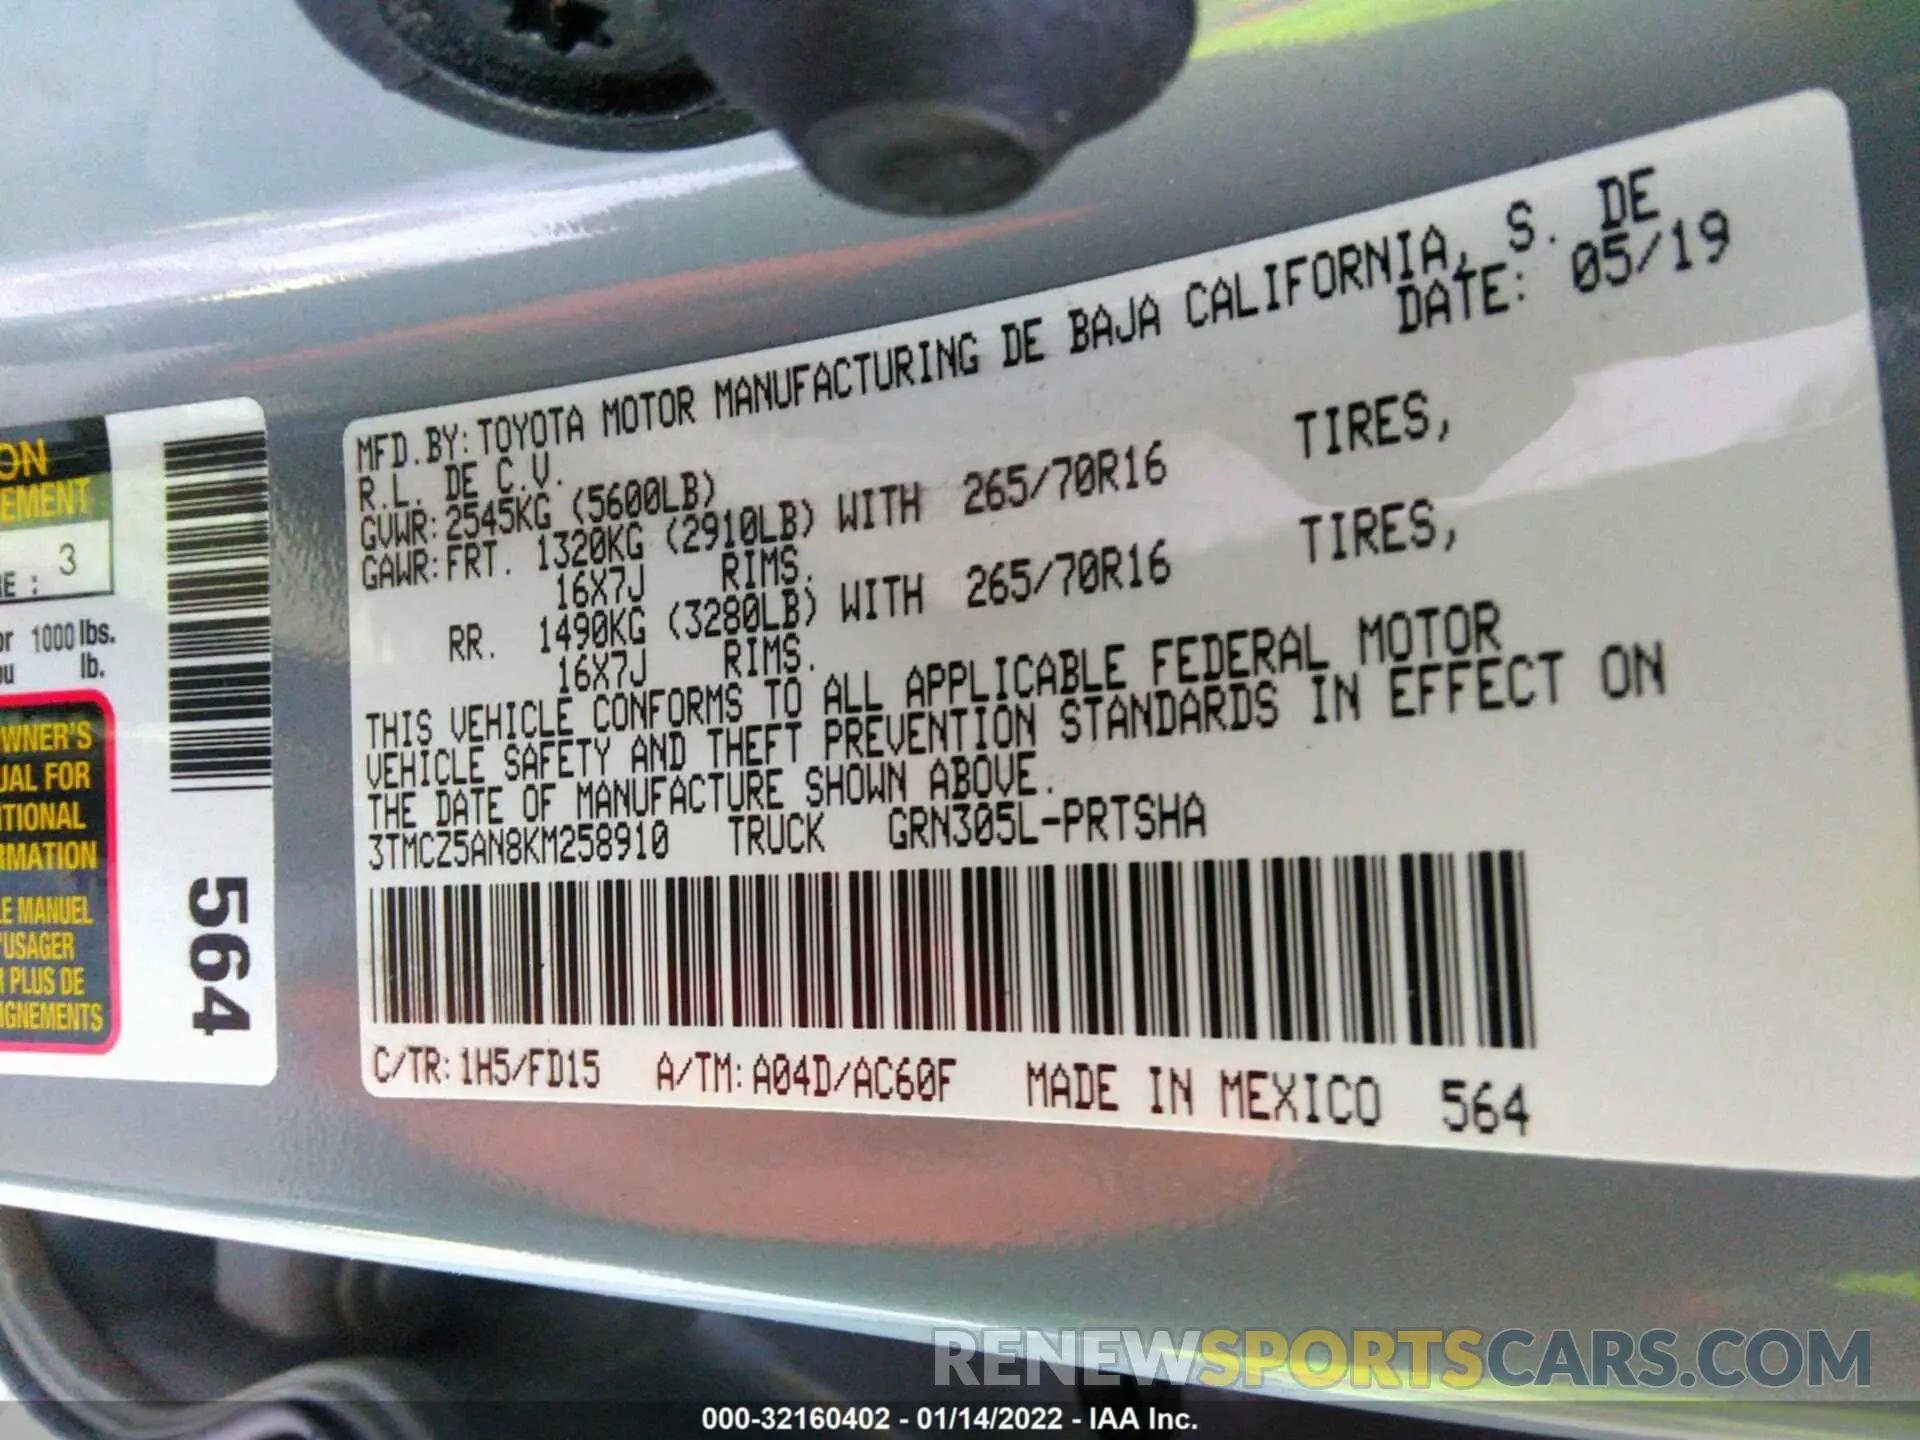 MFD.BY: TOYOTA MOTOR MANUFACTURING DE BAJA CALIFORNIA, S. DE
R.L. DE C.V. DATE: 05/19
GVWR: 2545KG (5600LB)
GAWR: FRT. 1320KG (2910LB) WITH 265/70R16 TIRES,
16X7J RIMS.
RR. 1490KG (3280LB) WITH 265/70R16 TIRES,
16X7J RIMS.
THIS VEHICLE CONFORMS TO ALL APPLICABLE FEDERAL MOTOR
VEHICLE SAFETY AND THEFT PREVENTION STANDARDS IN EFFECT ON
THE DATE OF MANUFACTURE SHOWN ABOVE.
3TMCZ5AN8KM258910 TRUCK GRN305L-PRTSHA
C/TR: 1H5/FD15 A/TM: A04D/AC60F MADE IN MEXICO 564
3
1000 lbs.
lb.
FOR
MANUEL
PLUS DE
564
RENEWSPORTSCARS.COM
000-32160402 - 01/14/2022 - IAA Inc.